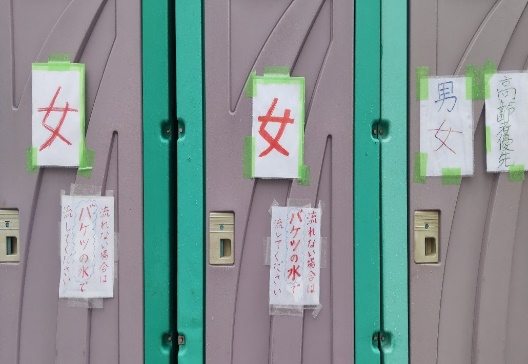 女
流れない場合は
バケツの水で
流してください
女
流れない場合は
バケツの水で
流してください
男
女
高齢者優先